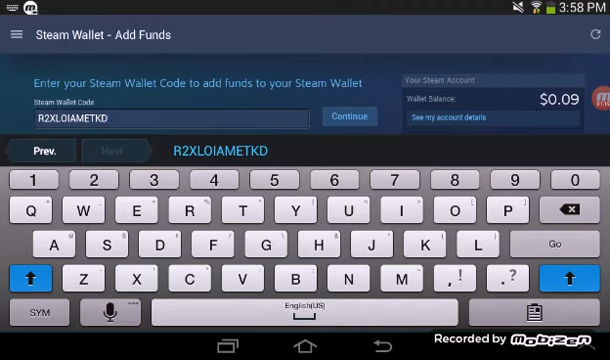 3:58 PM
Steam Wallet - Add Funds
Enter your Steam Wallet Code to add funds to your Steam Wallet
Your Steam Account
Steam Wallet Code
Wallet Balance: $0.09
R2XLOIAMETKD
Continue
See my account details
Prev.
Next
R2XLOIAMETKD
1 2 3 4 5 6 7 8 9 0
Q W E R T Y U I O P
A S D F G H J K L Go
Z X C V B N M , ! . ?
SYM
English(US)
Recorded by Mobizen